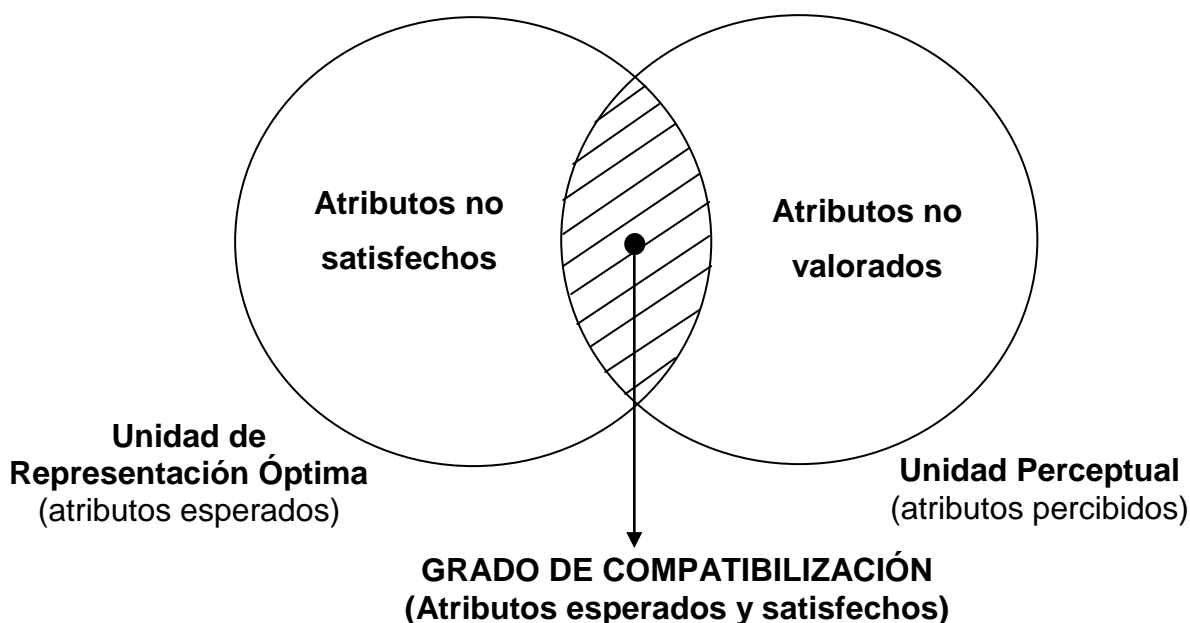 Atributos no
satisfechos
Atributos no
valorados
Unidad de
Representación Óptima
(atributos esperados)
Unidad Perceptual
(atributos percibidos)
GRADO DE COMPATIBILIZACIÓN
(Atributos esperados y satisfechos)